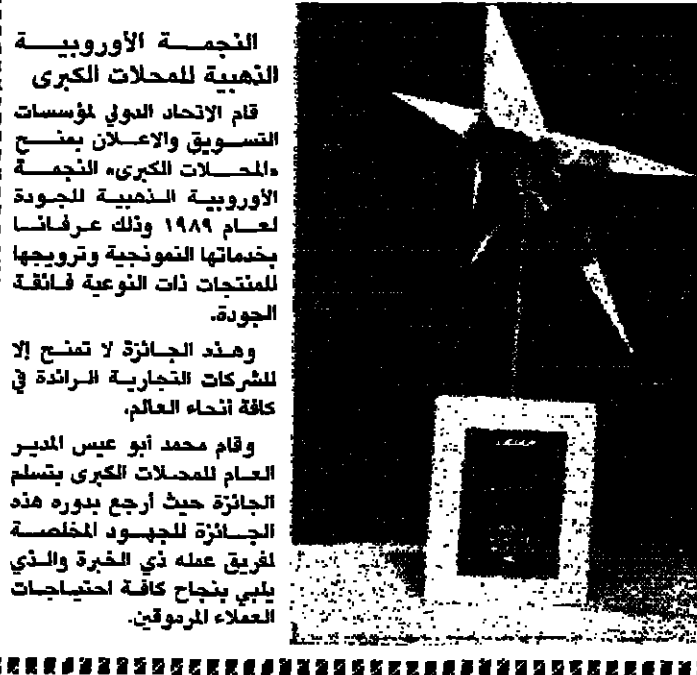 النجمة الأوروبية
الذهبية للمحلات الكبرى
قام الاتحاد الدولي لمؤسسات
التسويق والاعلان بمنح
«المحلات الكبرى» النجمة
الأوروبية الذهبية للجودة
لعام ١٩٨٩ وذلك عرفانا
بخدماتها النموذجية وترويجها
للمنتجات ذات النوعية فائقة
الجودة.
وهذه الجائزة لا تمنح إلا
للشركات التجارية الرائدة في
كافة أنحاء العالم.
وقام محمد أبو عيس المدير
العام للمحلات الكبرى بتسلم
الجائزة حيث أرجع بدوره هذه
الجائزة للجهود المخلصة
لفريق عمله ذي الخبرة والذي
يلبي بنجاح كافة احتياجات
العملاء المرموقين.